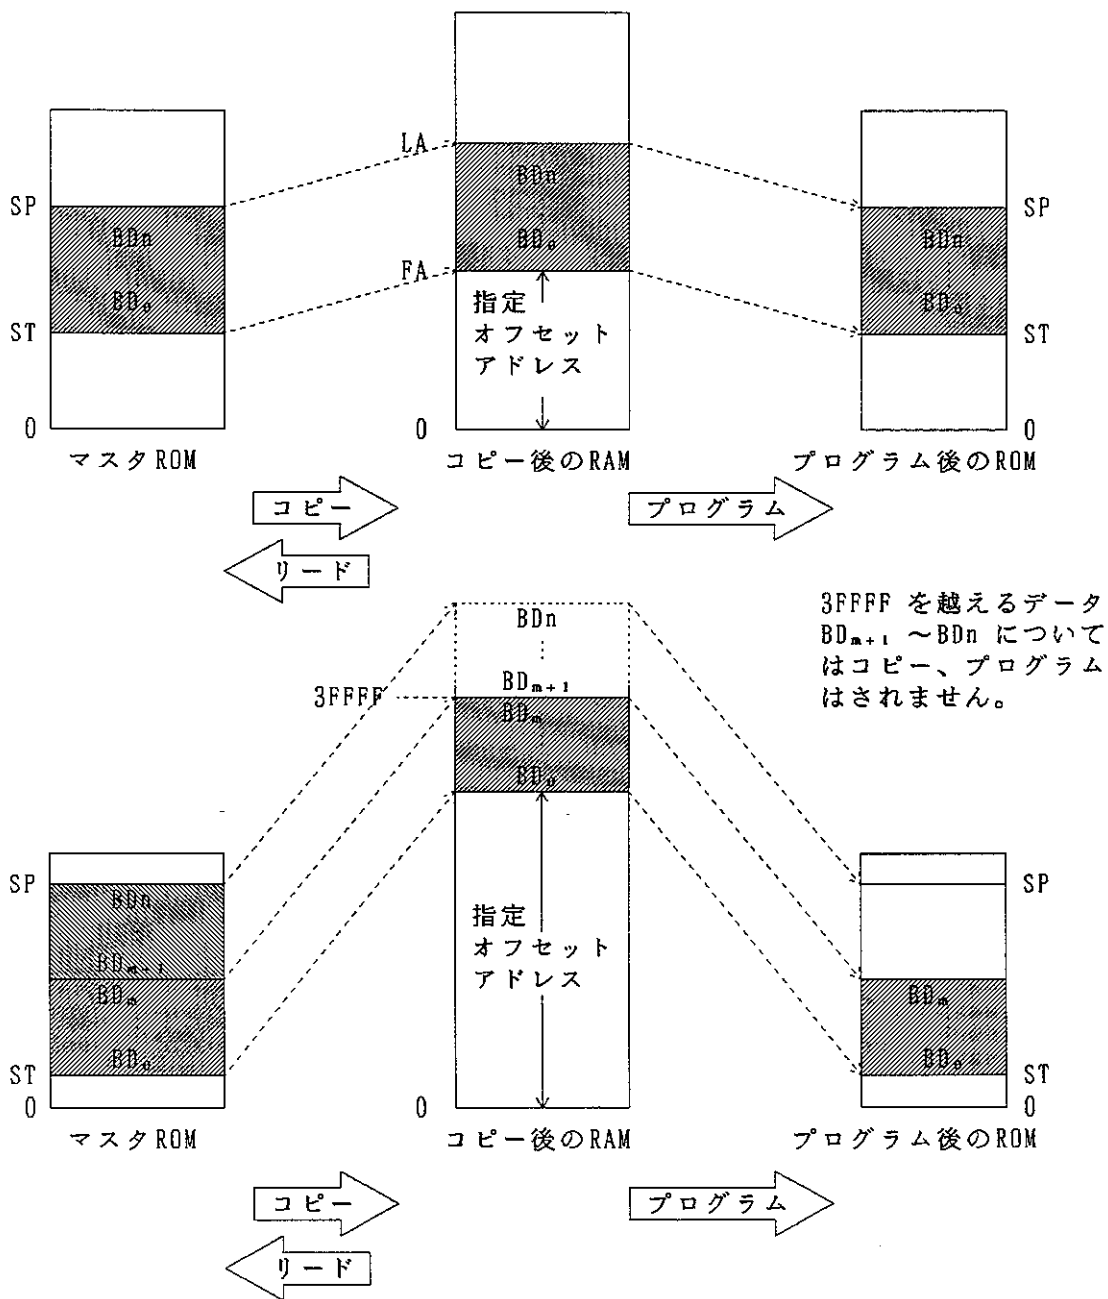 LA
BDn
SP
SP
BDn
BDn
BD₀
FA
BD₀
指定
BD₀
ST
オフセット
ST
アドレス
0
0
0
マスタROM
コピー後のRAM
プログラム後のROM
コピー
プログラム
リード
3FFFF を越えるデータ
BDₘ₊₁ ～BDn について
はコピー、プログラム
はされません。
BDn
BDₘ₊₁
3FFFF
BDₘ
BD₀
SP
SP
BDn
指定
オフセット
BDₘ₊₁
アドレス
BDₘ
BDₘ
BD₀
BD₀
ST
ST
0
0
0
マスタROM
コピー後のRAM
プログラム後のROM
コピー
プログラム
リード